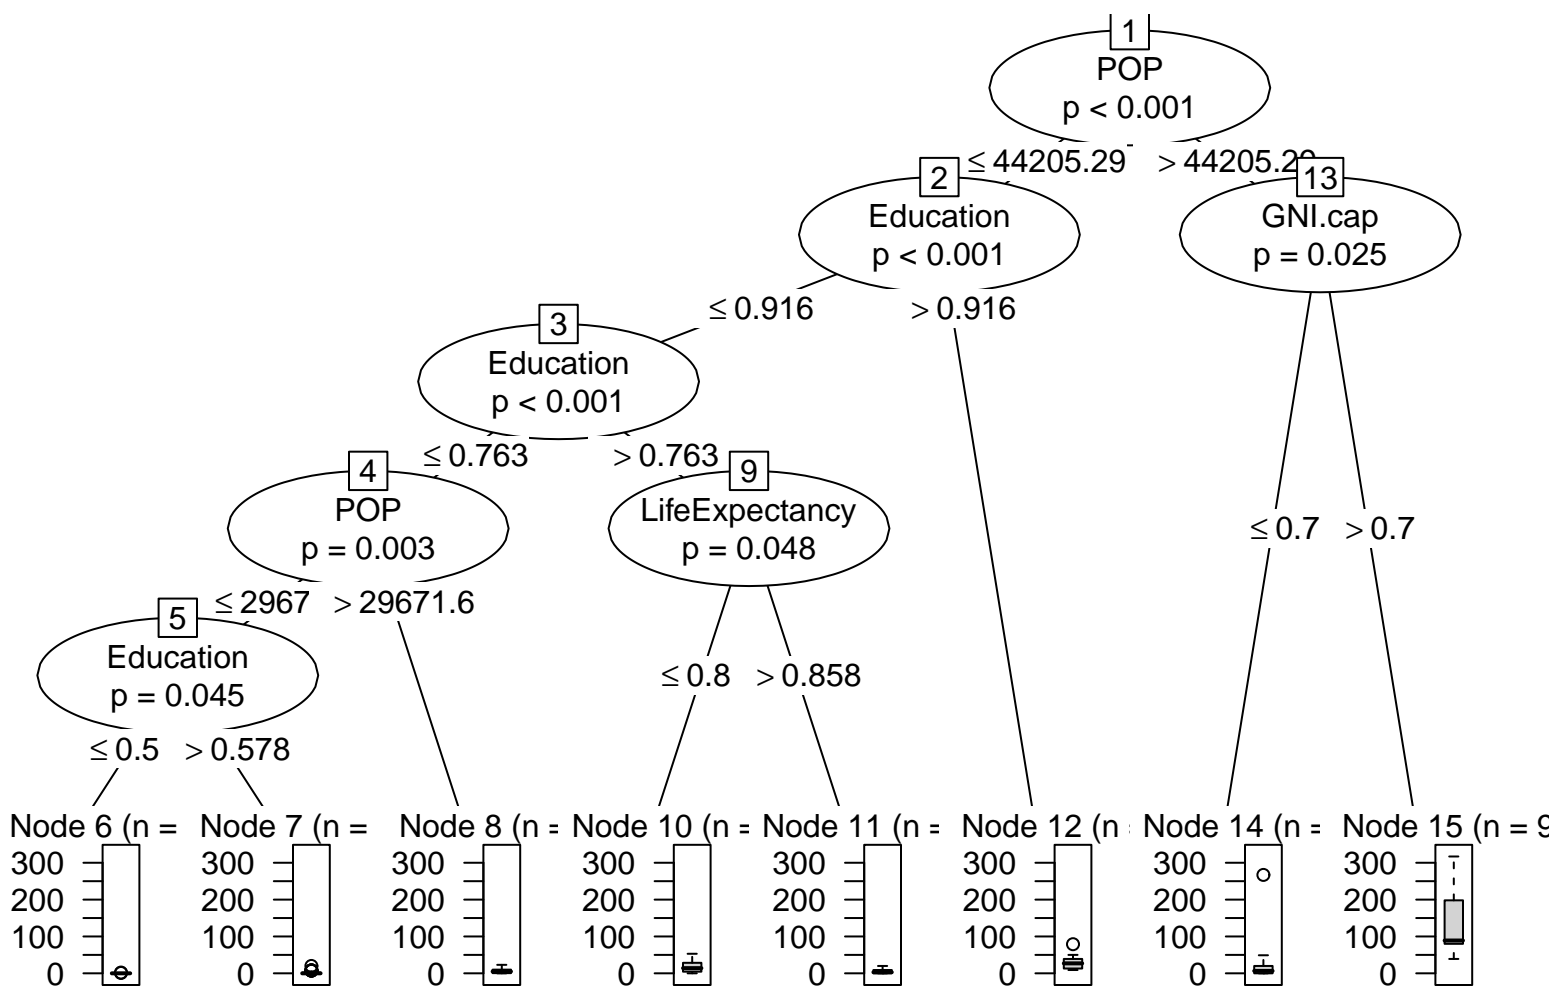 1
POP
p < 0.001
≤ 44205.29 > 44205.29
2
Education
p < 0.001
13
GNI.cap
p = 0.025
≤ 0.916 > 0.916
3
Education
p < 0.001
≤ 0.763 > 0.763
4
POP
p = 0.003
9
LifeExpectancy
p = 0.048
≤ 0.7 > 0.7
≤ 2967 > 29671.6
5
Education
p = 0.045
≤ 0.8 > 0.858
≤ 0.5 > 0.578
Node 6 (n = Node 7 (n = Node 8 (n = Node 10 (n = Node 11 (n = Node 12 (n Node 14 (n = Node 15 (n = 9
300 300 300 300 300 300 300 300
200 200 200 200 200 200 200 200
100 100 100 100 100 100 100 100
0 0 0 0 0 0 0 0